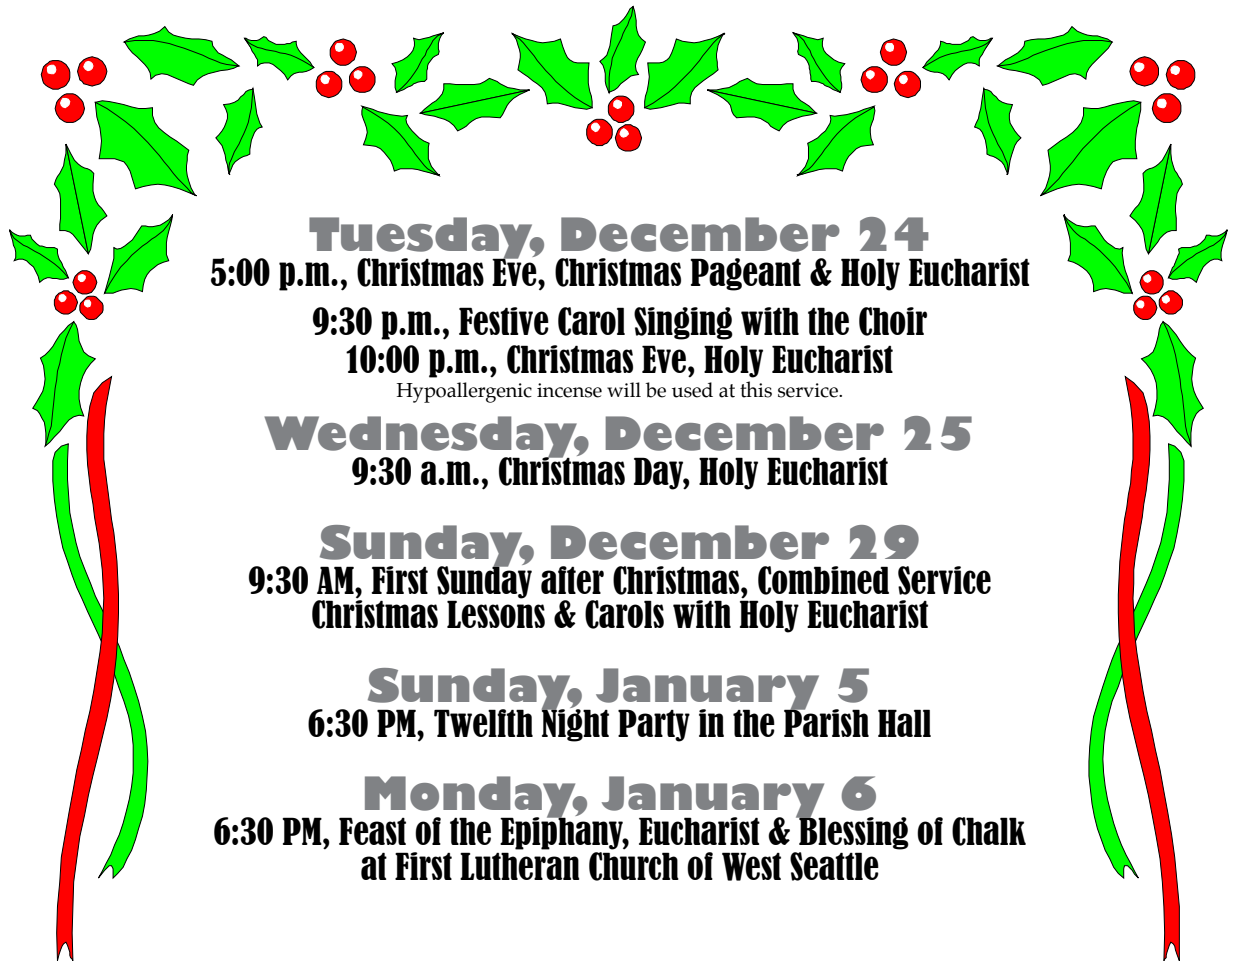 Tuesday, December 24
5:00 p.m., Christmas Eve, Christmas Pageant & Holy Eucharist
9:30 p.m., Festive Carol Singing with the Choir
10:00 p.m., Christmas Eve, Holy Eucharist
Hypoallergenic incense will be used at this service.
Wednesday, December 25
9:30 a.m., Christmas Day, Holy Eucharist
Sunday, December 29
9:30 AM, First Sunday after Christmas, Combined Service
Christmas Lessons & Carols with Holy Eucharist
Sunday, January 5
6:30 PM, Twelfth Night Party in the Parish Hall
Monday, January 6
6:30 PM, Feast of the Epiphany, Eucharist & Blessing of Chalk
at First Lutheran Church of West Seattle